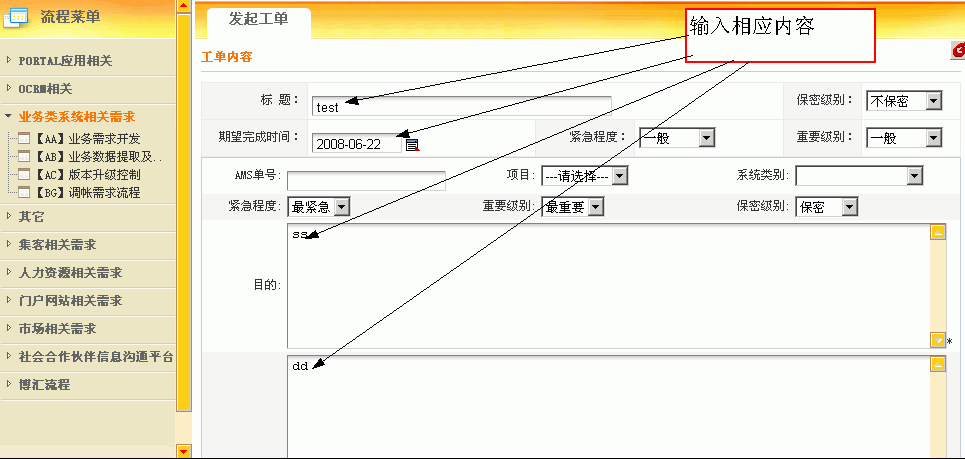 流程菜单
PORTAL应用相关
OCRM相关
业务类系统相关需求
【AA】业务需求开发
【AB】业务数据提取及..
【AC】版本升级控制
【BG】调帐需求流程
其它
集客相关需求
人力资源相关需求
门户网站相关需求
市场相关需求
社会合作伙伴信息沟通平台
博汇流程
发起工单
输入相应内容
工单内容
标 题： test 保密级别： 不保密
期望完成时间： 2008-06-22 紧急程度： 一般 重要级别： 一般
AMS单号: 项目: ---请选择--- 系统类别:
紧急程度: 最紧急 重要级别: 最重要 保密级别: 保密
目的: ss
*
dd